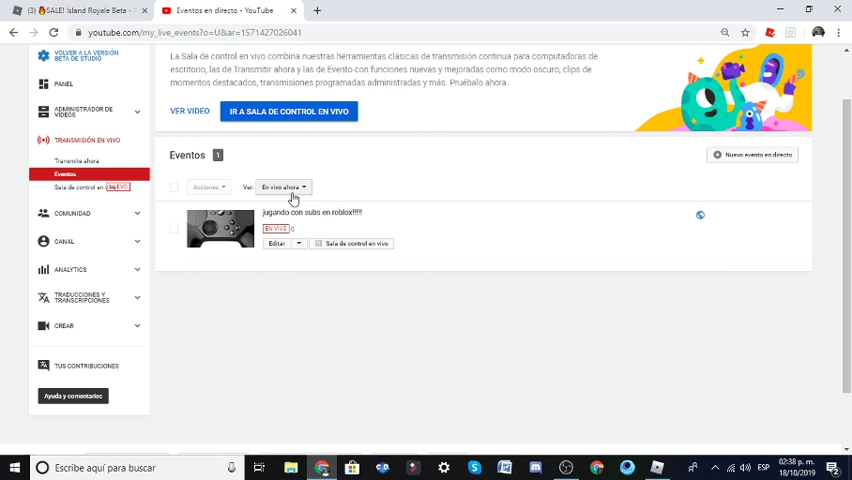 (3) 🔥SALE! Island Royale Beta -
Eventos en directo - YouTube
youtube.com/my_live_events?o=U&ar=1571427026041
VOLVER A LA VERSIÓN
BETA DE STUDIO
PANEL
ADMINISTRADOR DE
VÍDEOS
TRANSMISIÓN EN VIVO
Transmite ahora
Eventos
Sala de control en
COMUNIDAD
CANAL
ANALYTICS
TRADUCCIONES Y
TRANSCRIPCIONES
CREAR
TUS CONTRIBUCIONES
Ayuda y comentarios
La Sala de control en vivo combina nuestras herramientas clásicas de transmisión continua para computadoras de
escritorio, las de Transmitir ahora y las de Evento con funciones nuevas y mejoradas como modo oscuro, clips de
momentos destacados, transmisiones programadas administradas y más. Pruébalo ahora.
VER VIDEO
IR A SALA DE CONTROL EN VIVO
Eventos 1
Nuevo evento en directo
Acciones
Ver: En vivo ahora
jugando con subs en roblox!!!!!
EN VIVO
Editar
Sala de control en vivo
Escribe aquí para buscar
ESP
02:38 p. m.
18/10/2019
2